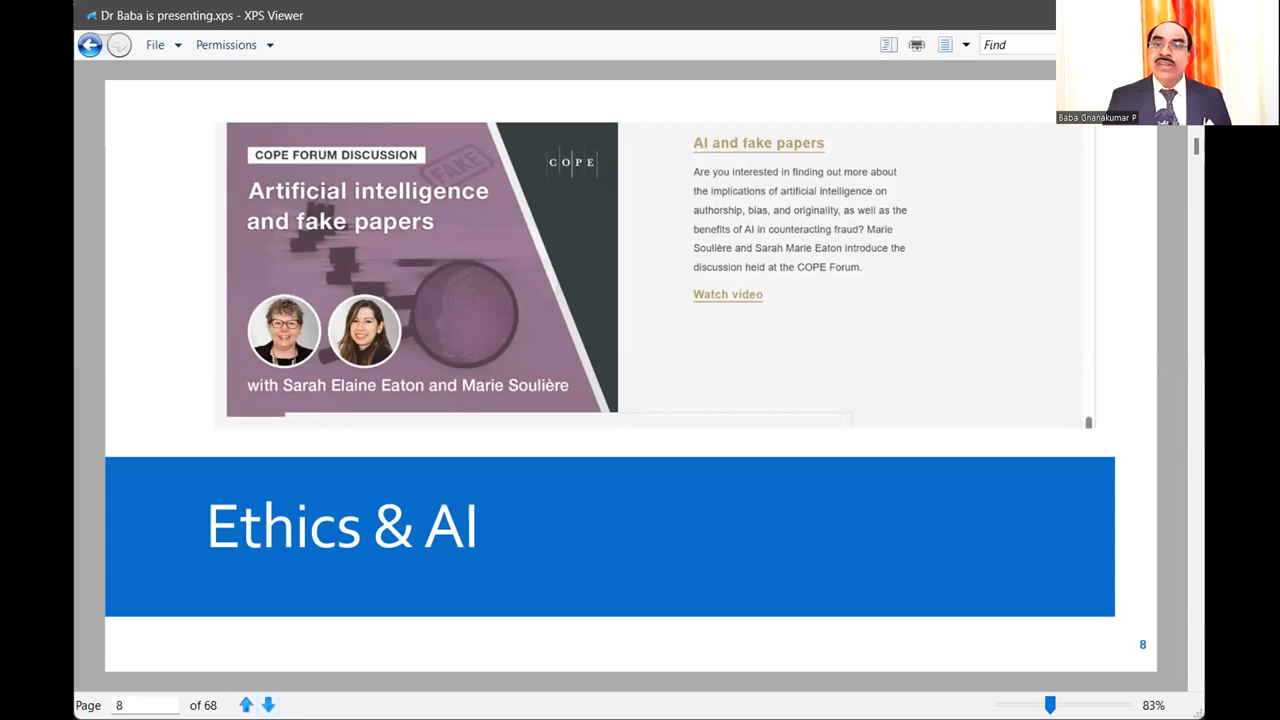 Dr Baba is presenting.xps - XPS Viewer
File
Permissions
Find
Baba Gnanakumar P
COPE FORUM DISCUSSION
FAKE
COPE
Artificial intelligence
and fake papers
with Sarah Elaine Eaton and Marie Soulière
AI and fake papers
Are you interested in finding out more about
the implications of artificial intelligence on
authorship, bias, and originality, as well as the
benefits of AI in counteracting fraud? Marie
Soulière and Sarah Marie Eaton introduce the
discussion held at the COPE Forum.
Watch video
Ethics & AI
8
Page 8 of 68
83%